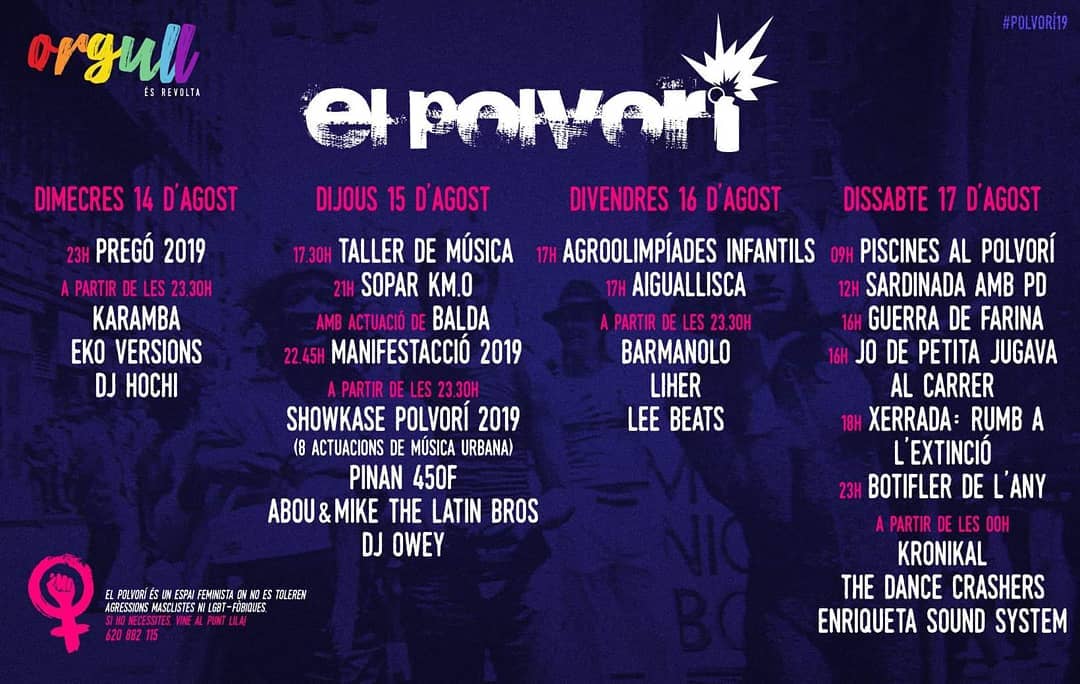 orgull
ÉS REVOLTA
#POLVORÍ19
el polvorí
DIMECRES 14 D'AGOST
23H PREGÓ 2019
A PARTIR DE LES 23.30H
KARAMBA
EKO VERSIONS
DJ HOCHI
DIJOUS 15 D'AGOST
17.30H TALLER DE MÚSICA
21H SOPAR KM.0
AMB ACTUACIÓ DE BALDA
22.45H MANIFESTACCIÓ 2019
A PARTIR DE LES 23.30H
SHOWKASE POLVORÍ 2019
(8 ACTUACIONS DE MÚSICA URBANA)
PINAN 450F
ABOU & MIKE THE LATIN BROS
DJ OWEY
DIVENDRES 16 D'AGOST
17H AGROOLIMPÍADES INFANTILS
17H AIGUALLISCA
A PARTIR DE LES 23.30H
BARMANOLO
LIHER
LEE BEATS
DISSABTE 17 D'AGOST
09H PISCINES AL POLVORÍ
12H SARDINADA AMB PD
16H GUERRA DE FARINA
16H JO DE PETITA JUGAVA
AL CARRER
18H XERRADA: RUMB A
L'EXTINCIÓ
23H BOTIFLER DE L'ANY
A PARTIR DE LES 00H
KRONIKAL
THE DANCE CRASHERS
ENRIQUETA SOUND SYSTEM
EL POLVORÍ ÉS UN ESPAI FEMINISTA ON NO ES TOLEREN
AGRESSIONS MASCLISTES NI LGBT-FÒBIQUES.
SI HO NECESSITES, VINE AL PUNT LILA!
620 882 115